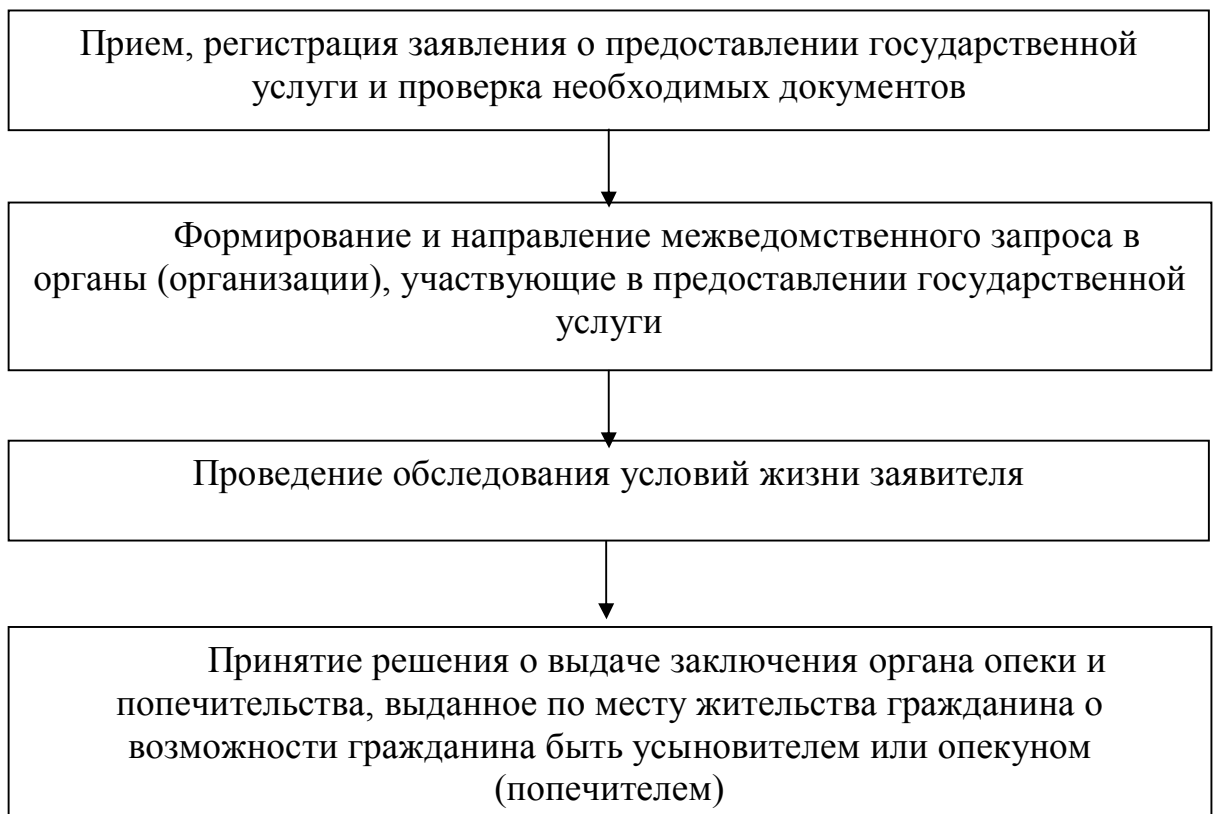 Прием, регистрация заявления о предоставлении государственной
услуги и проверка необходимых документов
Формирование и направление межведомственного запроса в
органы (организации), участвующие в предоставлении государственной
услуги
Проведение обследования условий жизни заявителя
Принятие решения о выдаче заключения органа опеки и
попечительства, выданное по месту жительства гражданина о
возможности гражданина быть усыновителем или опекуном
(попечителем)